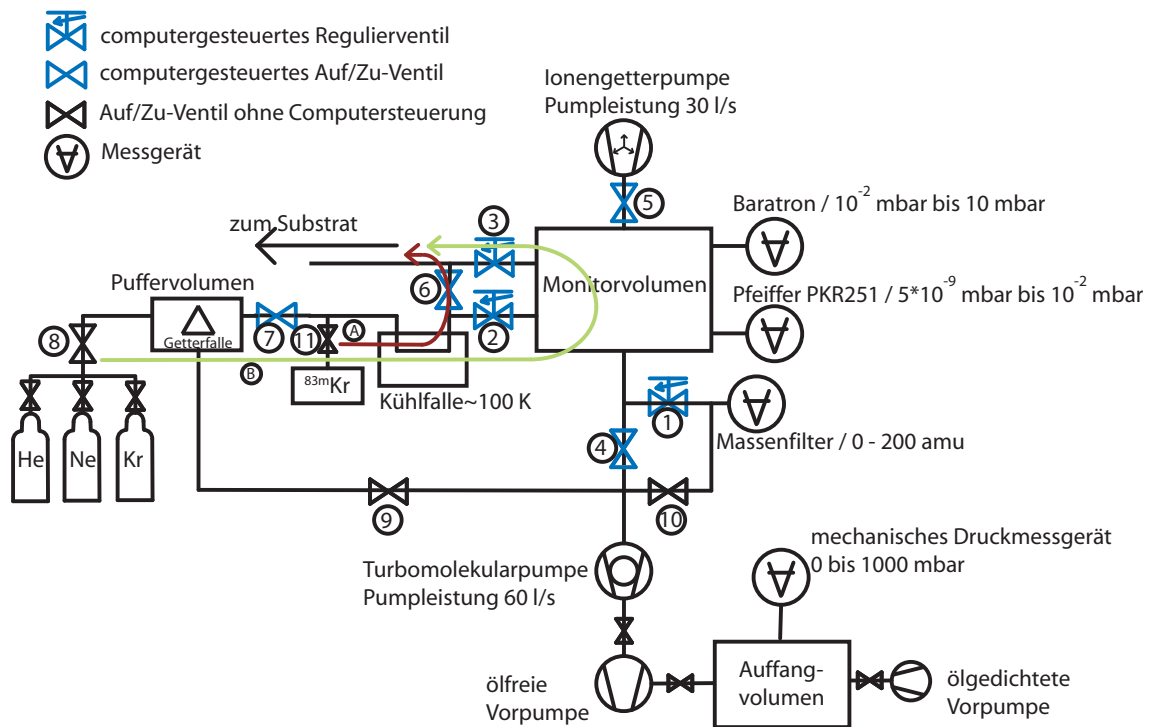 computergesteuertes Regulierventil
computergesteuertes Auf/Zu-Ventil
Auf/Zu-Ventil ohne Computersteuerung
Messgerät
Ionengetterpumpe
Pumpleistung 30 l/s
5
Baratron / 10^-2 mbar bis 10 mbar
Pfeiffer PKR251 / 5*10^-9 mbar bis 10^-2 mbar
zum Substrat
3
Monitorvolumen
6
2
Puffervolumen
Getterfalle
8
7
11
A
B
83mKr
Kühlfalle~100 K
He
Ne
Kr
1
Massenfilter / 0 - 200 amu
4
9
10
Turbomolekularpumpe
Pumpleistung 60 l/s
mechanisches Druckmessgerät
0 bis 1000 mbar
ölfreie
Vorpumpe
Auffang-
volumen
ölgedichtete
Vorpumpe